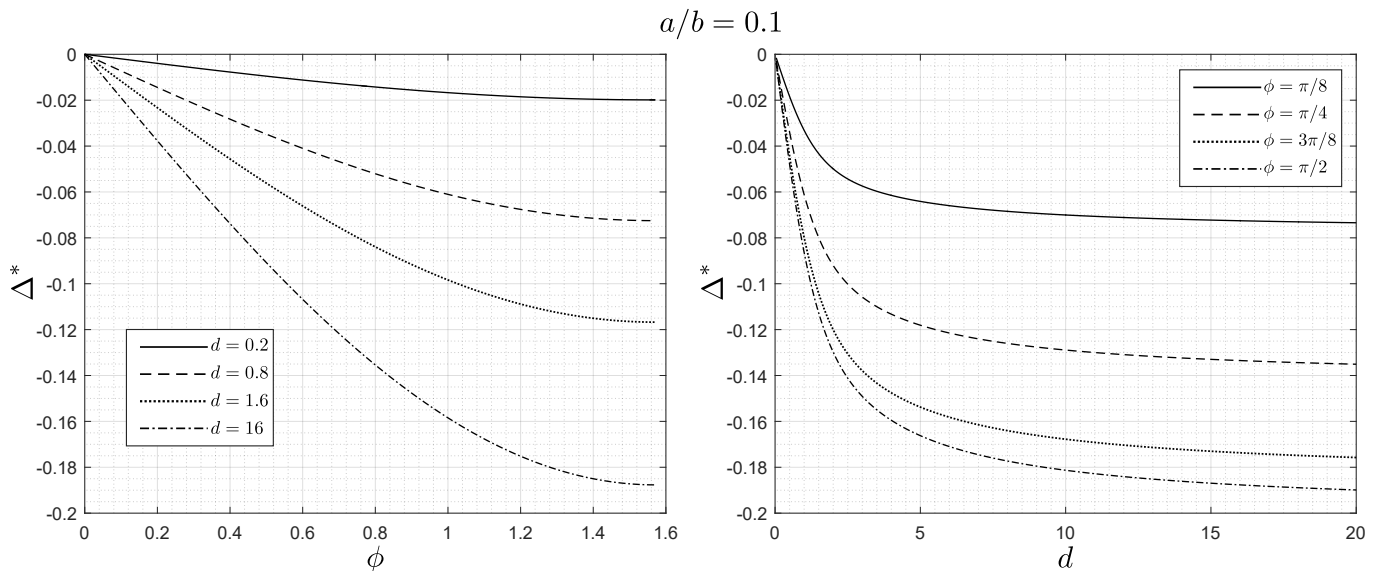 a/b = 0.1
0
-0.02
-0.04
-0.06
-0.08
-0.1
-0.12
-0.14
-0.16
-0.18
-0.2
Δ*
d = 0.2
d = 0.8
d = 1.6
d = 16
0 0.2 0.4 0.6 0.8 1 1.2 1.4 1.6
ϕ
0
-0.02
-0.04
-0.06
-0.08
-0.1
-0.12
-0.14
-0.16
-0.18
-0.2
Δ*
ϕ = π/8
ϕ = π/4
ϕ = 3π/8
ϕ = π/2
0 5 10 15 20
d